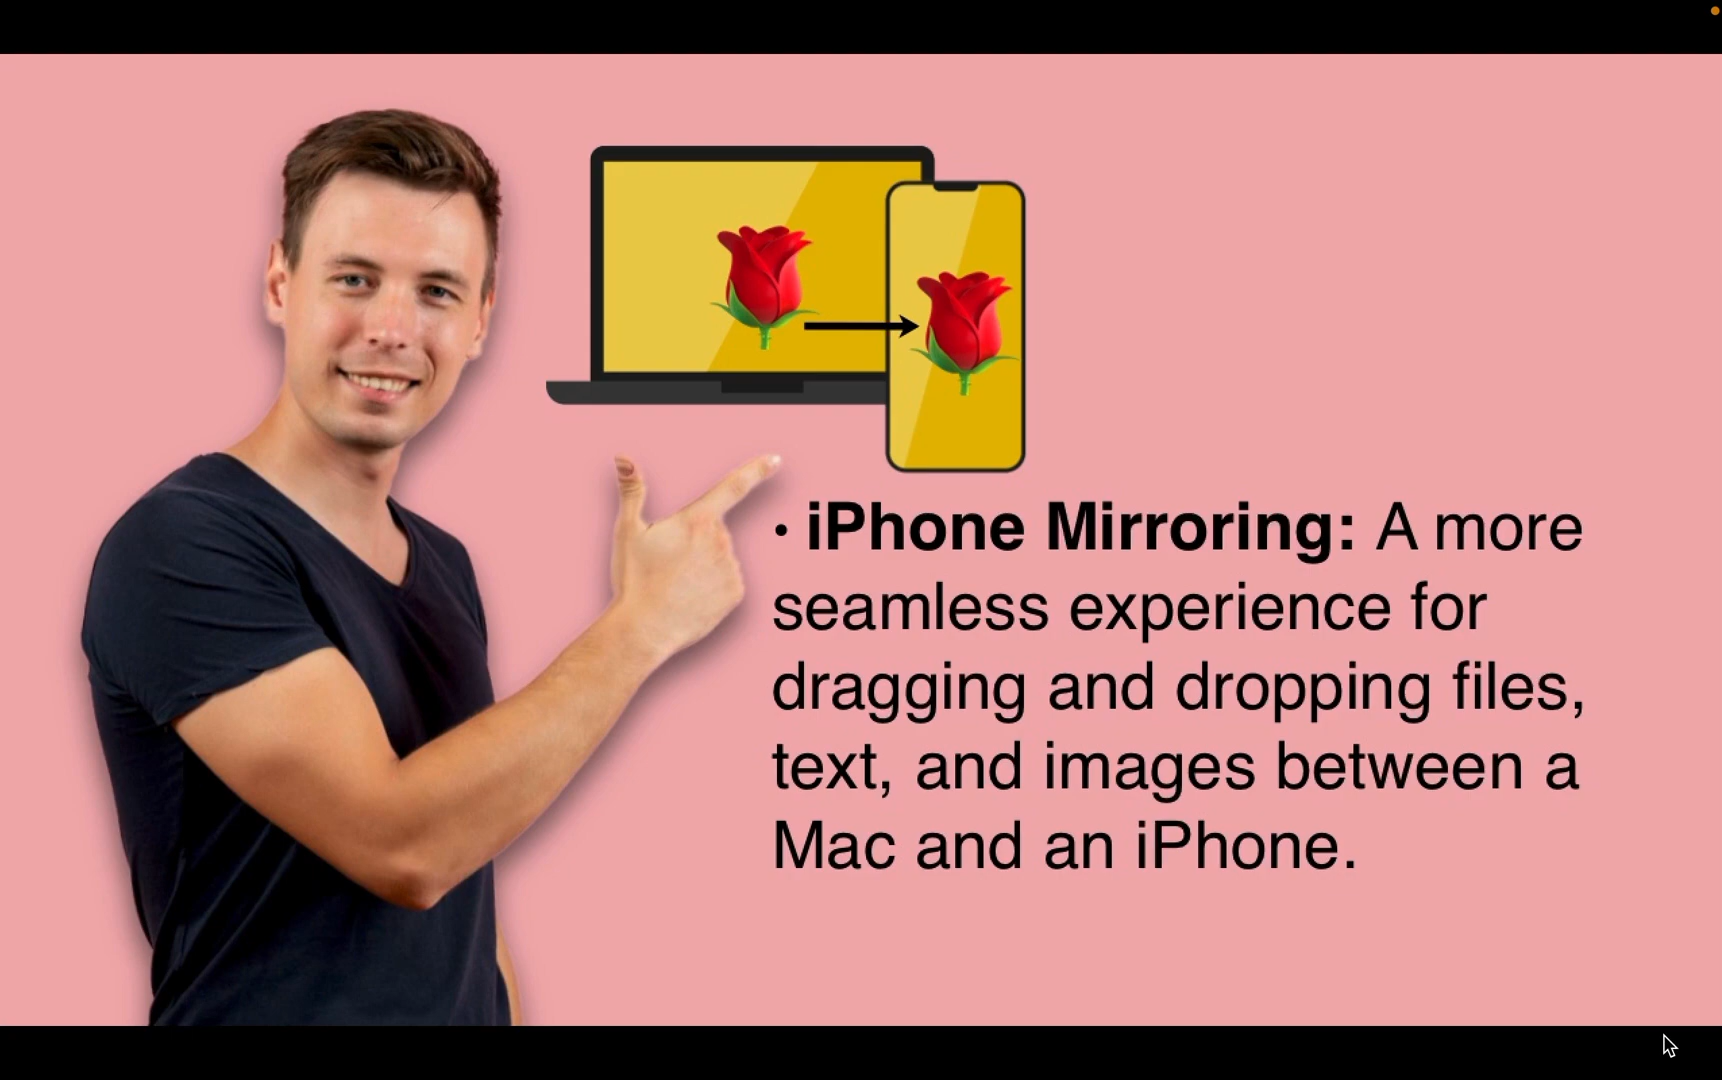 • iPhone Mirroring: A more
seamless experience for
dragging and dropping files,
text, and images between a
Mac and an iPhone.